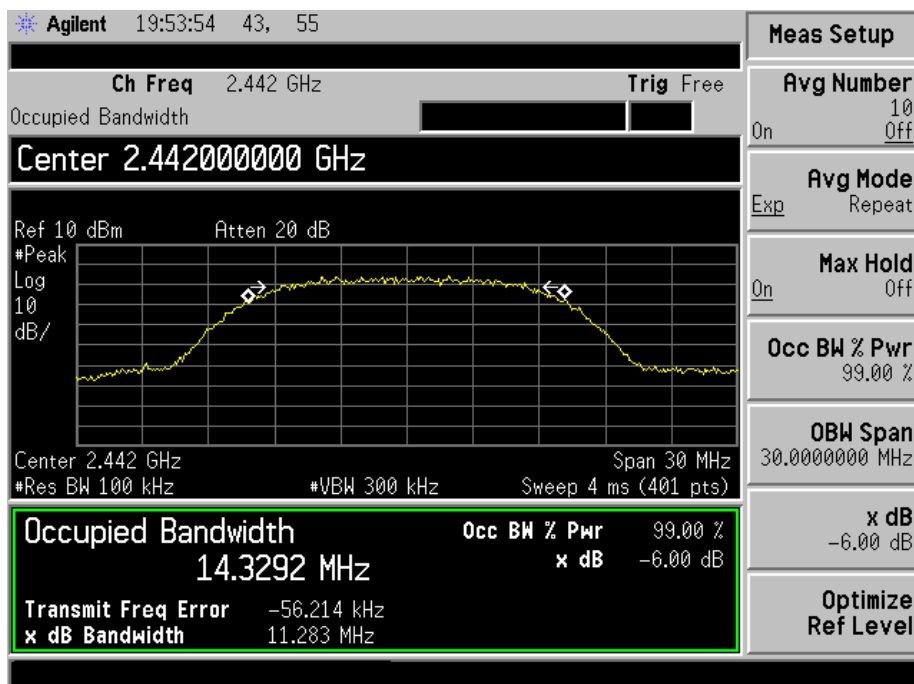 Agilent 19:53:54 43, 55
Ch Freq 2.442 GHz Trig Free
Occupied Bandwidth
Center 2.442000000 GHz
Ref 10 dBm Atten 20 dB
#Peak
Log
10
dB/
Center 2.442 GHz Span 30 MHz
#Res BW 100 kHz #VBW 300 kHz Sweep 4 ms (401 pts)
Occupied Bandwidth Occ BW % Pwr 99.00 %
14.3292 MHz x dB -6.00 dB
Transmit Freq Error -56.214 kHz
x dB Bandwidth 11.283 MHz
Meas Setup
Avg Number
10
On Off
Avg Mode
Exp Repeat
Max Hold
On Off
Occ BW % Pwr
99.00 %
OBW Span
30.0000000 MHz
x dB
-6.00 dB
Optimize
Ref Level